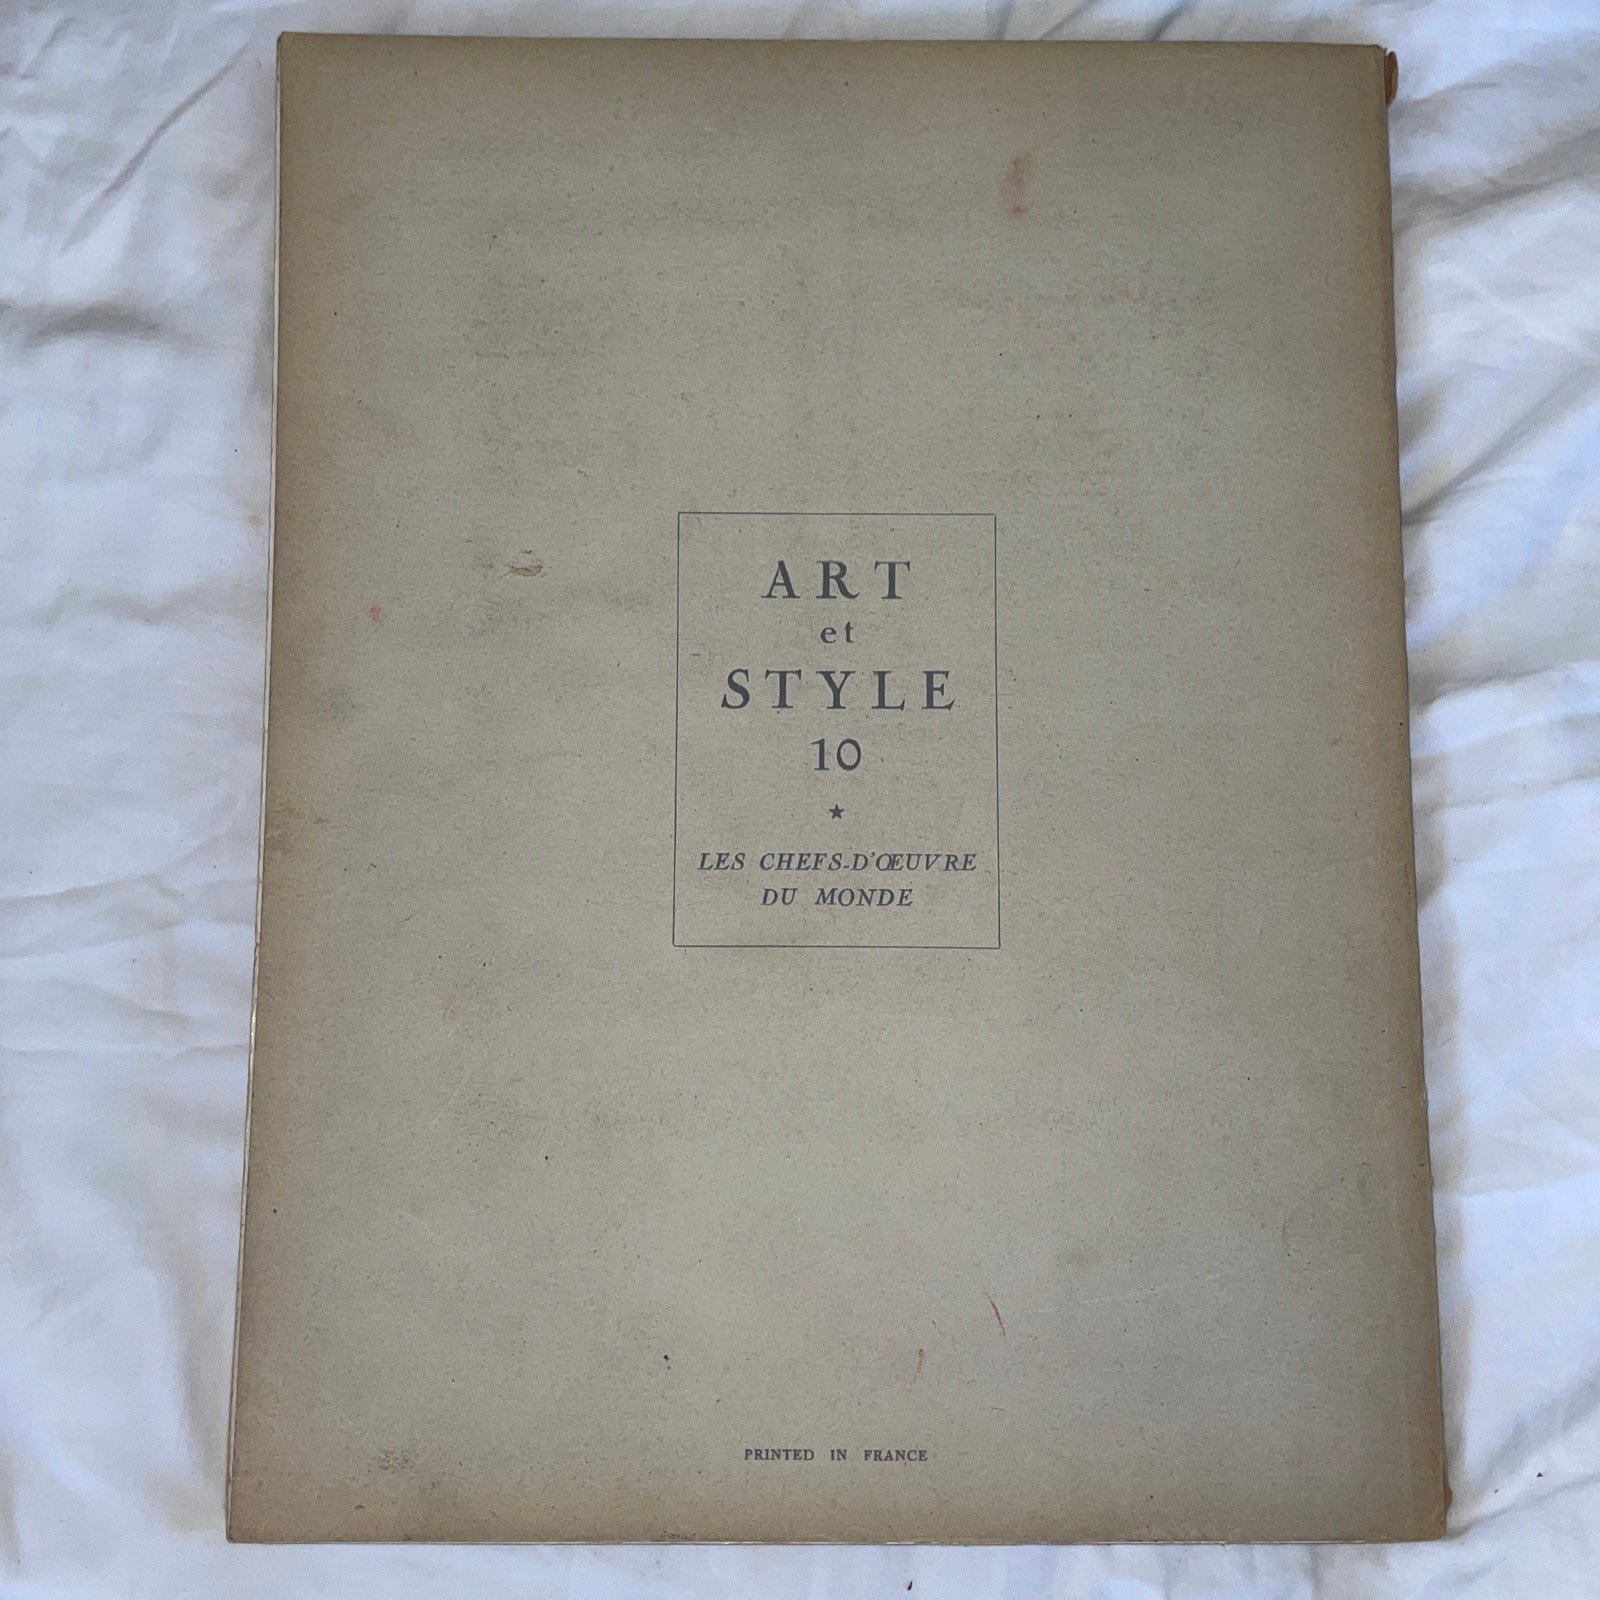 ART
et
STYLE
10
★
LES CHEFS-D'ŒUVRE
DU MONDE
PRINTED IN FRANCE